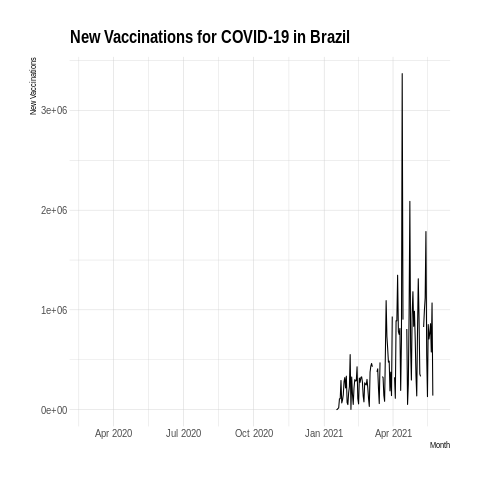 New Vaccinations for COVID-19 in Brazil
New Vaccinations
3e+06
2e+06
1e+06
0e+00
Apr 2020 Jul 2020 Oct 2020 Jan 2021 Apr 2021
Month